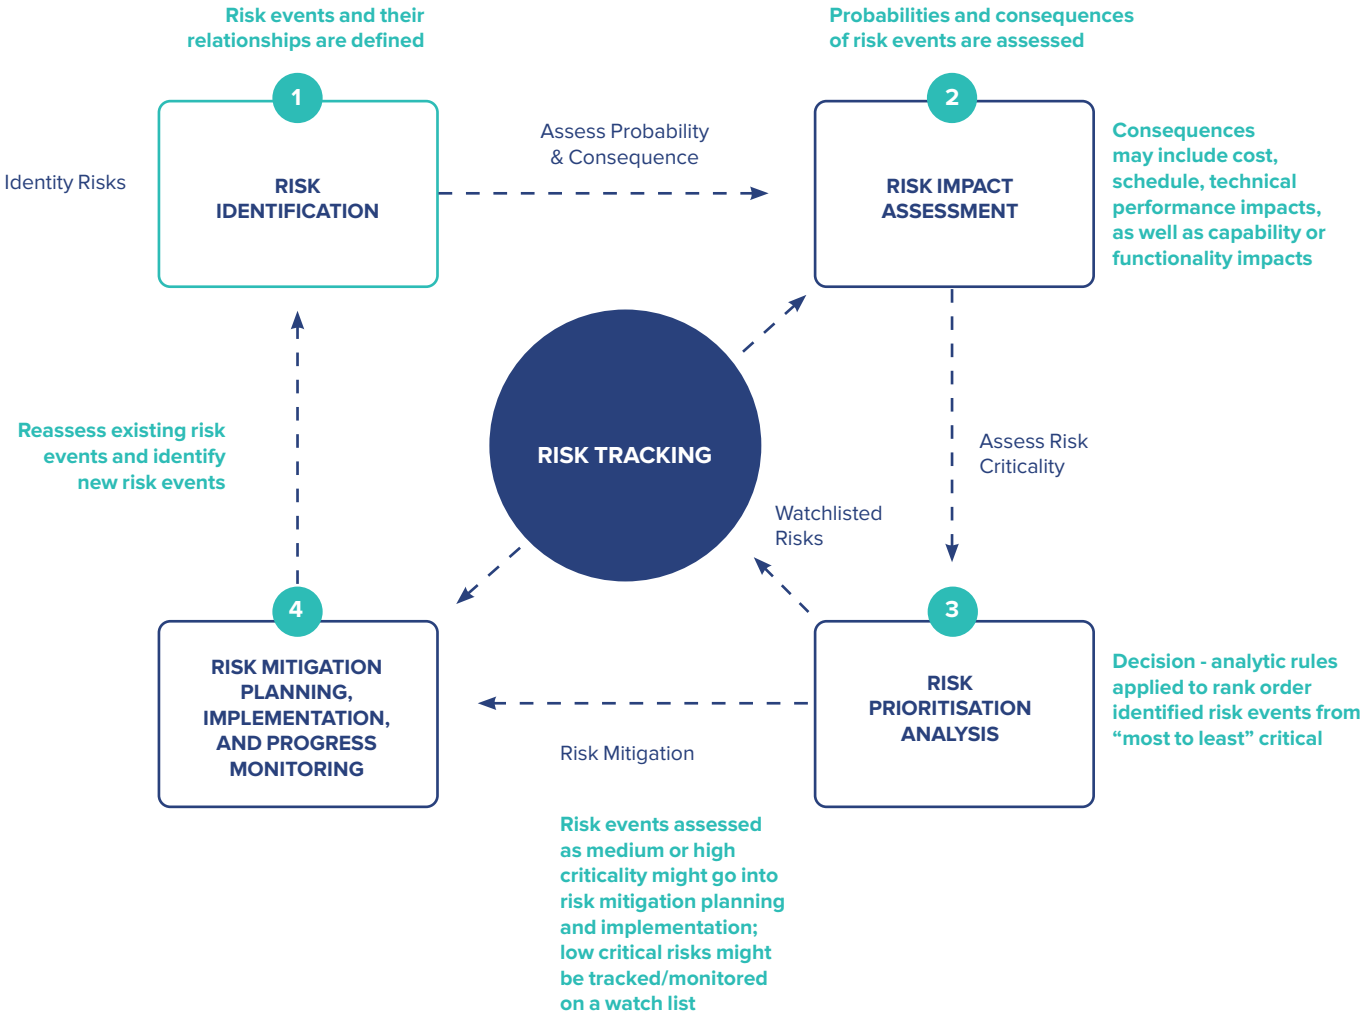 Risk events and their
relationships are defined
Probabilities and consequences
of risk events are assessed
1
2
Identity Risks
RISK
IDENTIFICATION
Assess Probability
& Consequence
RISK IMPACT
ASSESSMENT
Consequences
may include cost,
schedule, technical
performance impacts,
as well as capability or
functionality impacts
Reassess existing risk
events and identify
new risk events
RISK TRACKING
Assess Risk
Criticality
Watchlisted
Risks
4
3
RISK MITIGATION
PLANNING,
IMPLEMENTATION,
AND PROGRESS
MONITORING
Risk Mitigation
RISK
PRIORITISATION
ANALYSIS
Decision - analytic rules
applied to rank order
identified risk events from
“most to least” critical
Risk events assessed
as medium or high
criticality might go into
risk mitigation planning
and implementation;
low critical risks might
be tracked/monitored
on a watch list